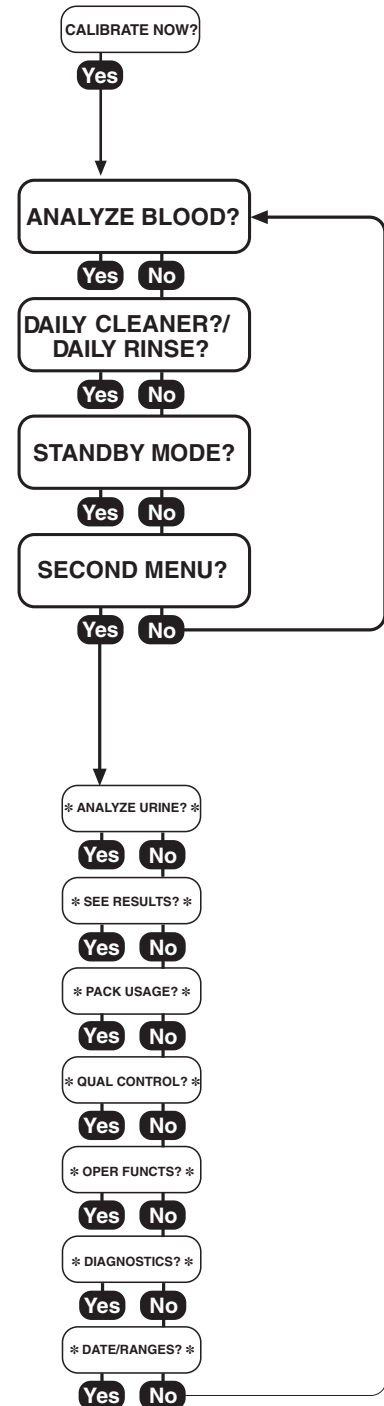 CALIBRATE NOW?
Yes
ANALYZE BLOOD?
Yes No
DAILY CLEANER?/
DAILY RINSE?
Yes No
STANDBY MODE?
Yes No
SECOND MENU?
Yes No
* ANALYZE URINE? *
Yes No
* SEE RESULTS? *
Yes No
* PACK USAGE? *
Yes No
* QUAL CONTROL? *
Yes No
* OPER FUNCTS? *
Yes No
* DIAGNOSTICS? *
Yes No
* DATE/RANGES? *
Yes No